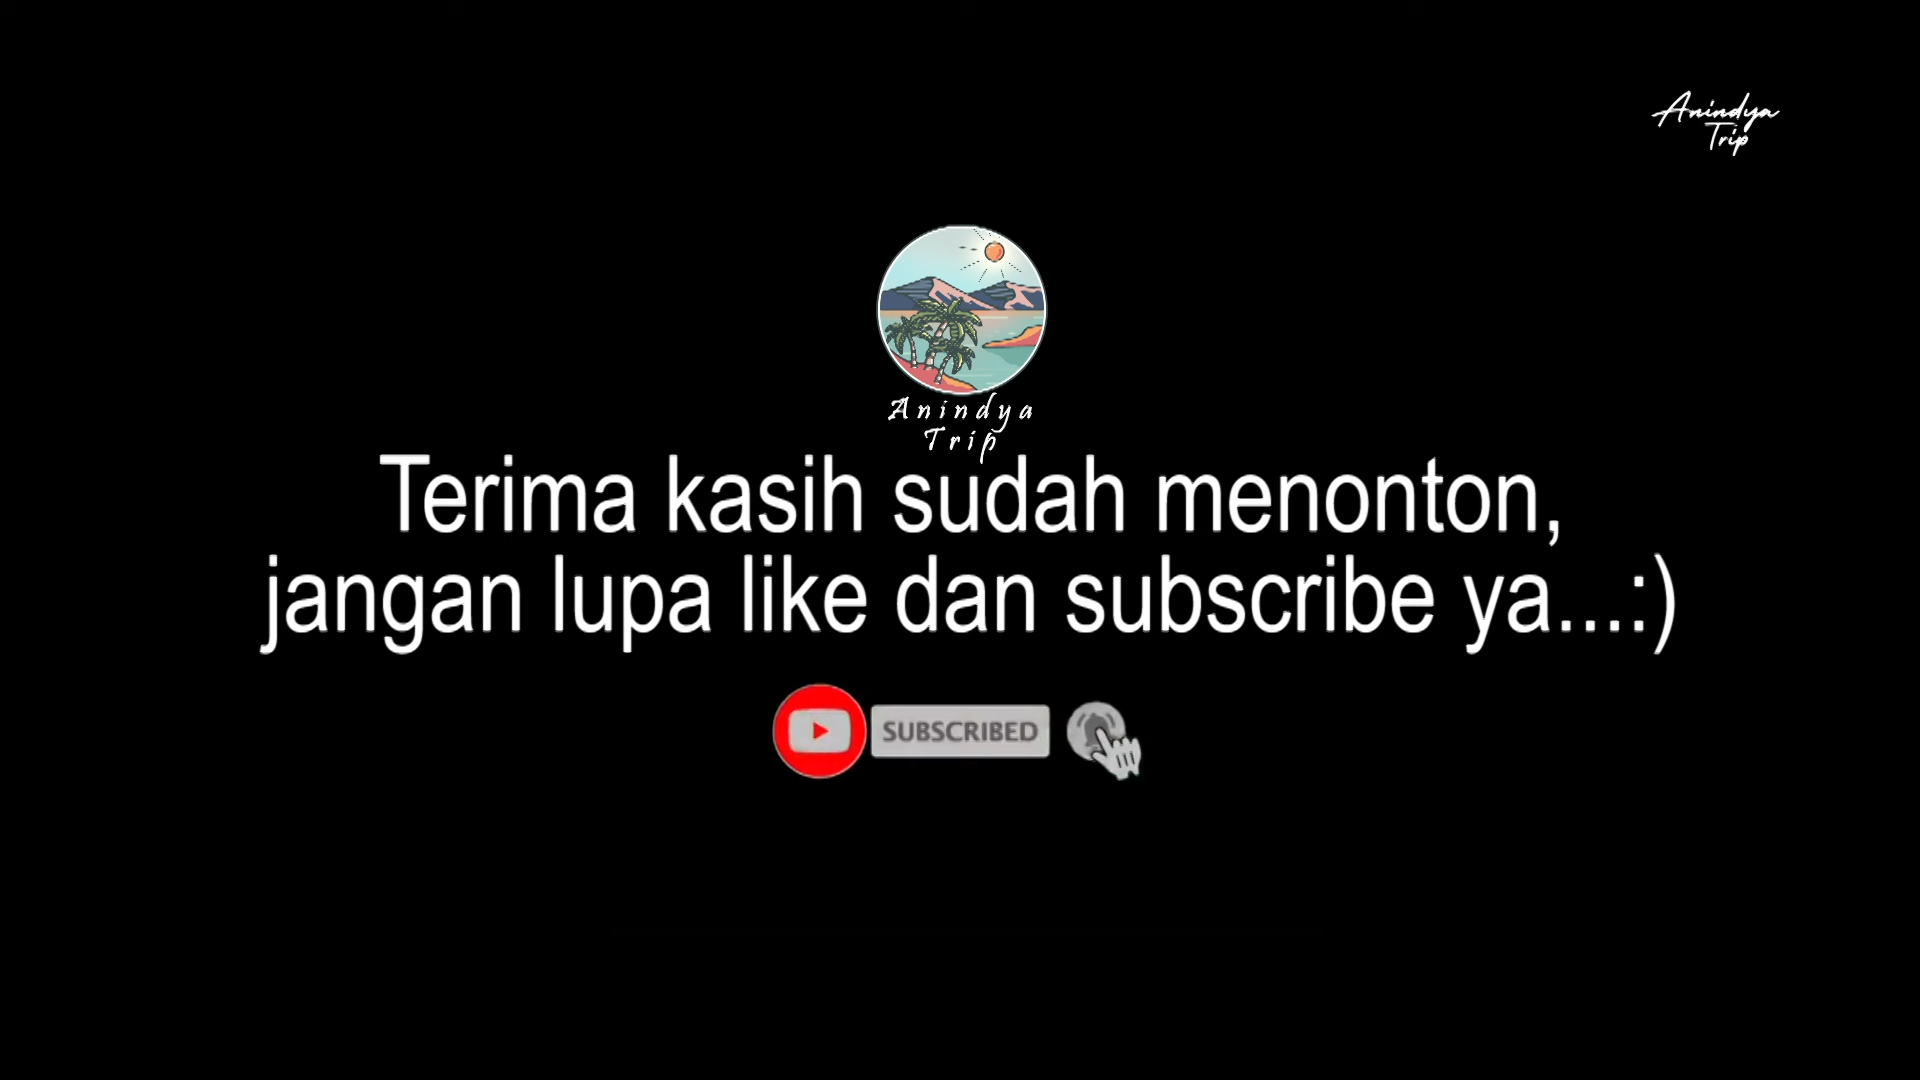 Anindya
Trip
Anindya
Trip
Terima kasih sudah menonton,
jangan lupa like dan subscribe ya...:)
SUBSCRIBED